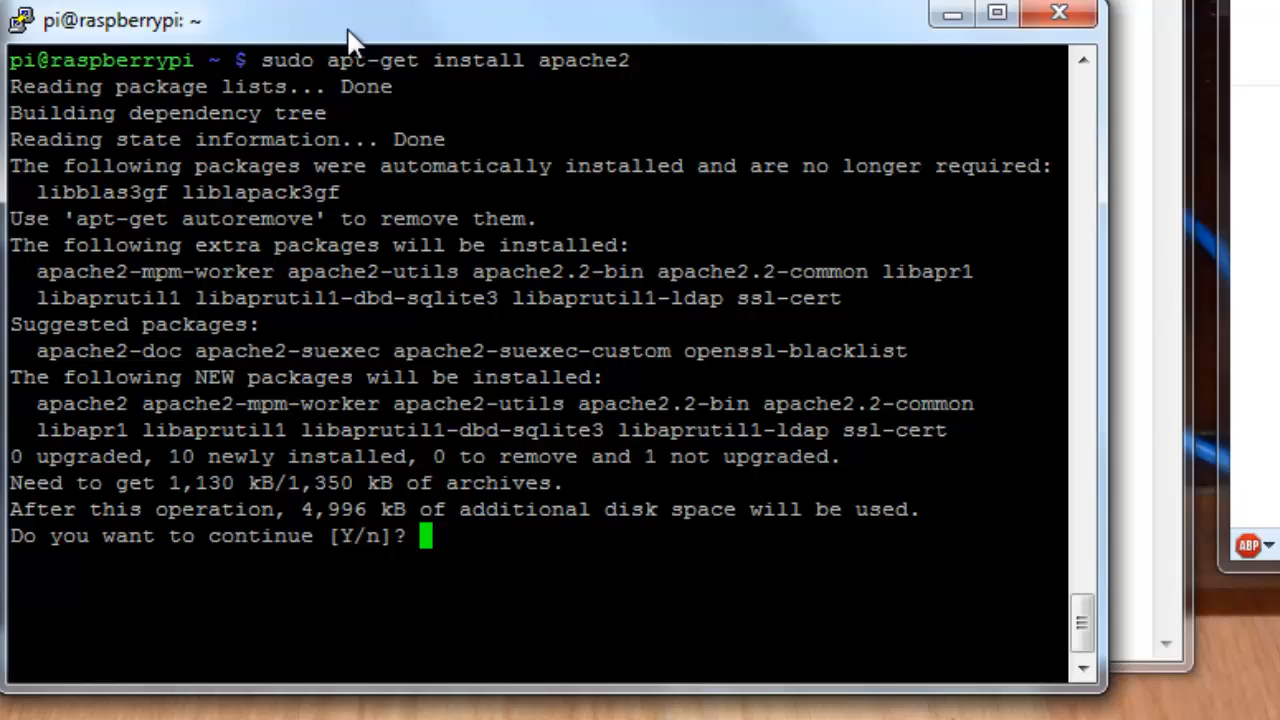 pi@raspberrypi: ~
pi@raspberrypi ~ $ sudo apt-get install apache2
Reading package lists... Done
Building dependency tree
Reading state information... Done
The following packages were automatically installed and are no longer required:
  libblas3gf liblapack3gf
Use 'apt-get autoremove' to remove them.
The following extra packages will be installed:
  apache2-mpm-worker apache2-utils apache2.2-bin apache2.2-common libapr1
  libaprutil1 libaprutil1-dbd-sqlite3 libaprutil1-ldap ssl-cert
Suggested packages:
  apache2-doc apache2-suexec apache2-suexec-custom openssl-blacklist
The following NEW packages will be installed:
  apache2 apache2-mpm-worker apache2-utils apache2.2-bin apache2.2-common
  libapr1 libaprutil1 libaprutil1-dbd-sqlite3 libaprutil1-ldap ssl-cert
0 upgraded, 10 newly installed, 0 to remove and 1 not upgraded.
Need to get 1,130 kB/1,350 kB of archives.
After this operation, 4,996 kB of additional disk space will be used.
Do you want to continue [Y/n]?
ABP